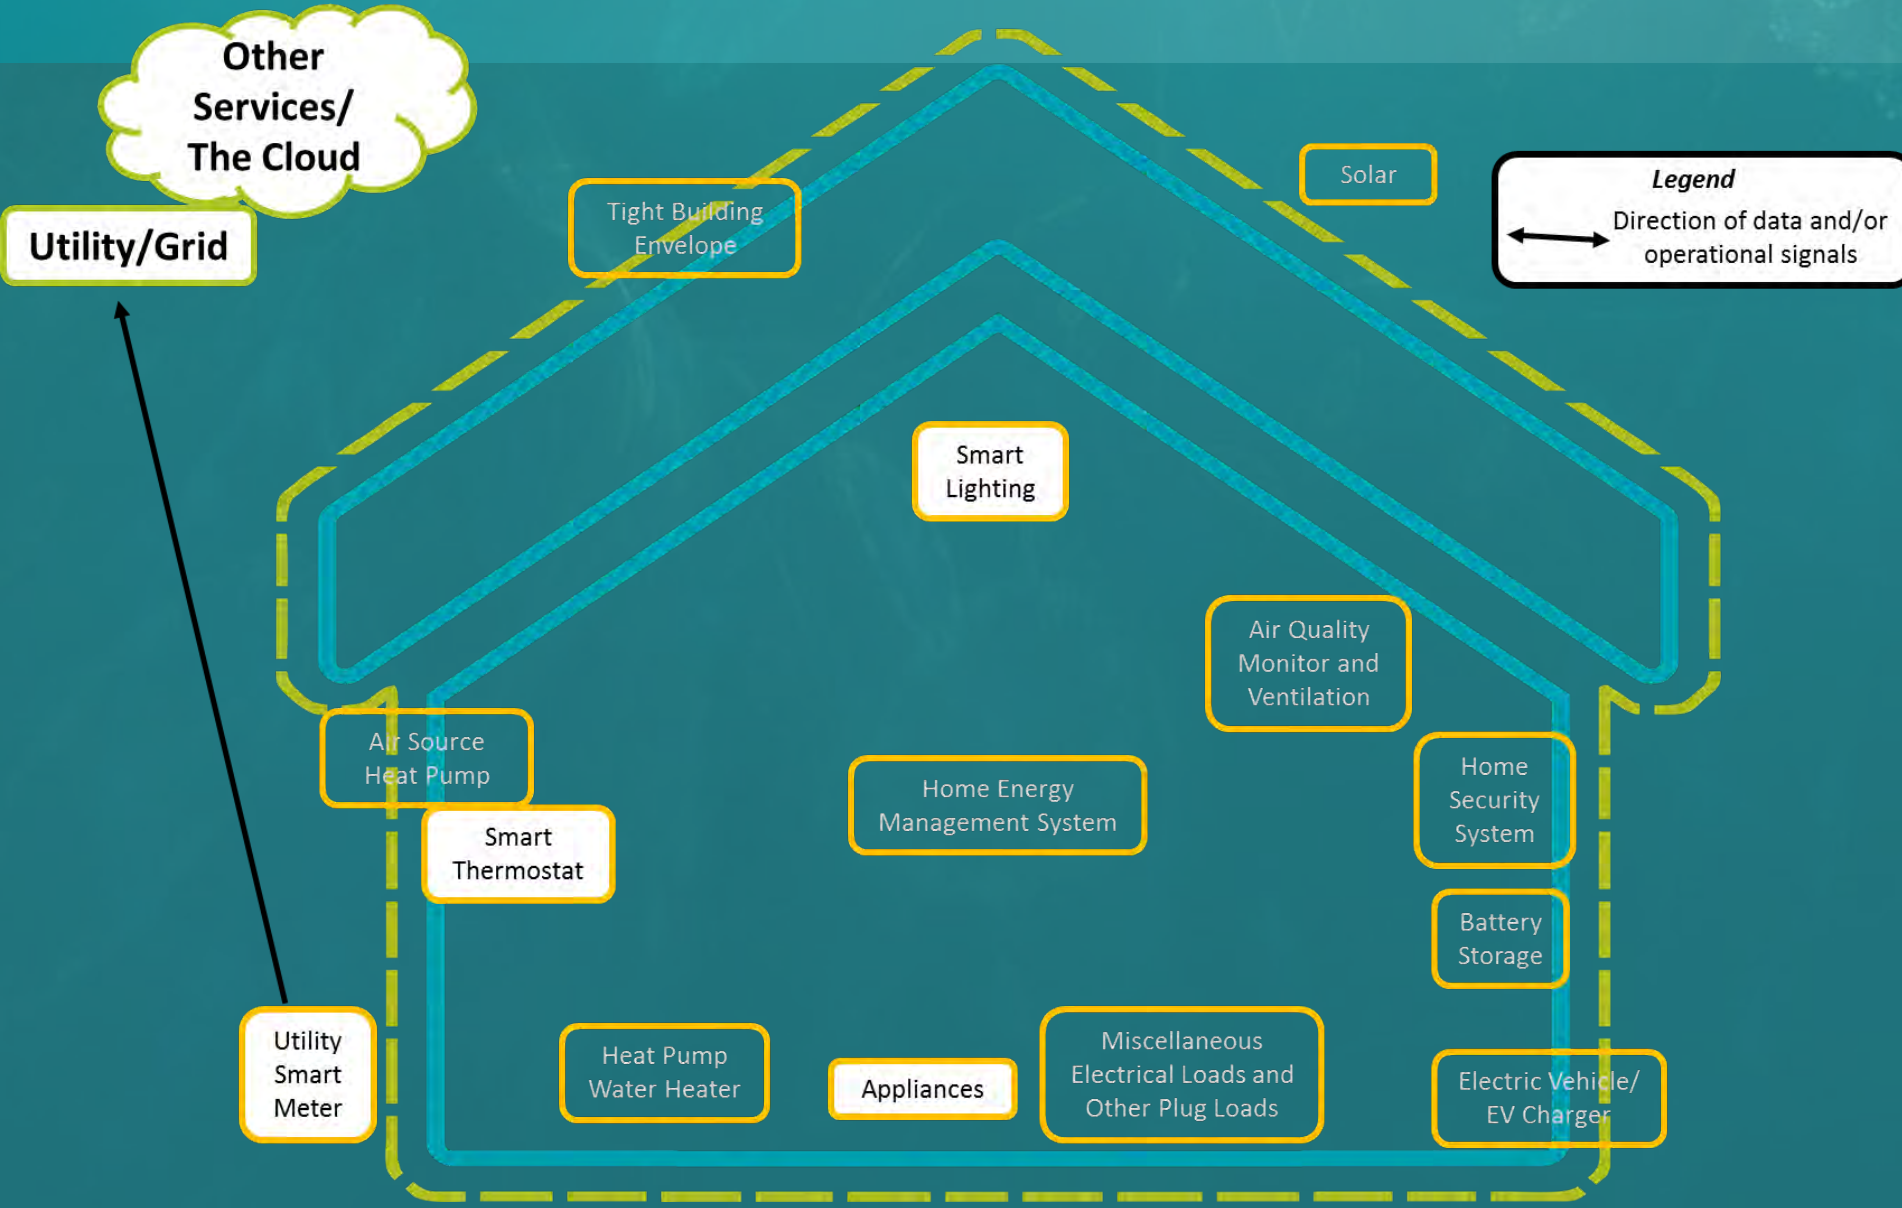 Other
Services/
The Cloud
Utility/Grid
Tight Building
Envelope
Solar
Legend
Direction of data and/or
operational signals
Smart
Lighting
Air Quality
Monitor and
Ventilation
Air Source
Heat Pump
Smart
Thermostat
Home Energy
Management System
Home
Security
System
Battery
Storage
Utility
Smart
Meter
Heat Pump
Water Heater
Appliances
Miscellaneous
Electrical Loads and
Other Plug Loads
Electric Vehicle/
EV Charger